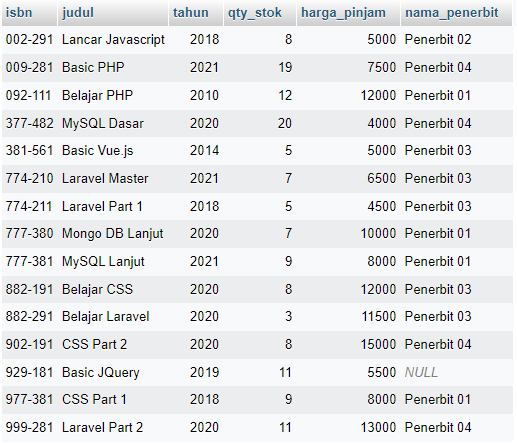 isbn judul tahun qty_stok harga_pinjam nama_penerbit
002-291 Lancar Javascript 2018 8 5000 Penerbit 02
009-281 Basic PHP 2021 19 7500 Penerbit 04
092-111 Belajar PHP 2010 12 12000 Penerbit 01
377-482 MySQL Dasar 2020 20 4000 Penerbit 04
381-561 Basic Vue.js 2014 5 5000 Penerbit 03
774-210 Laravel Master 2021 7 6500 Penerbit 03
774-211 Laravel Part 1 2018 5 4500 Penerbit 03
777-380 Mongo DB Lanjut 2020 7 10000 Penerbit 01
777-381 MySQL Lanjut 2021 9 8000 Penerbit 01
882-191 Belajar CSS 2020 8 12000 Penerbit 03
882-291 Belajar Laravel 2020 3 11500 Penerbit 03
902-191 CSS Part 2 2020 8 15000 Penerbit 04
929-181 Basic JQuery 2019 11 5500 NULL
977-381 CSS Part 1 2018 9 8000 Penerbit 01
999-281 Laravel Part 2 2020 11 13000 Penerbit 04